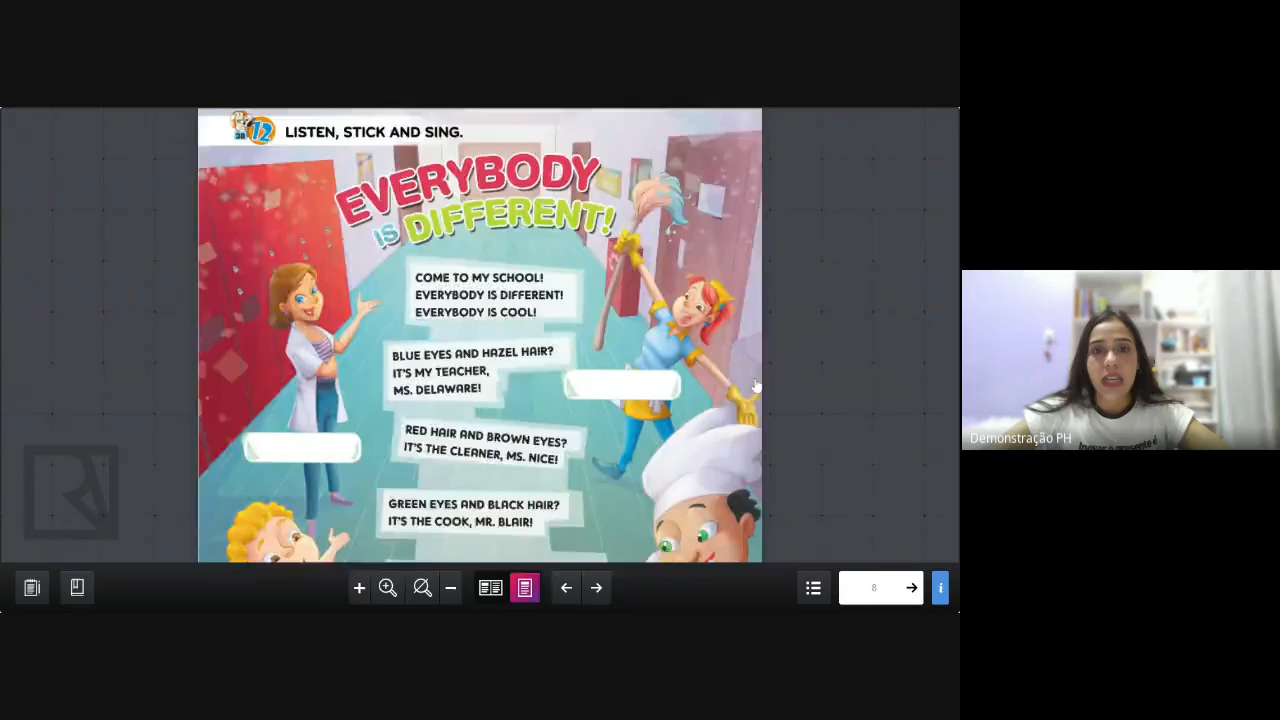 38
12 LISTEN, STICK AND SING.
EVERYBODY
IS DIFFERENT!
COME TO MY SCHOOL!
EVERYBODY IS DIFFERENT!
EVERYBODY IS COOL!
BLUE EYES AND HAZEL HAIR?
IT'S MY TEACHER,
MS. DELAWARE!
RED HAIR AND BROWN EYES?
IT'S THE CLEANER, MS. NICE!
GREEN EYES AND BLACK HAIR?
IT'S THE COOK, MR. BLAIR!
8
i
Demonstração PH